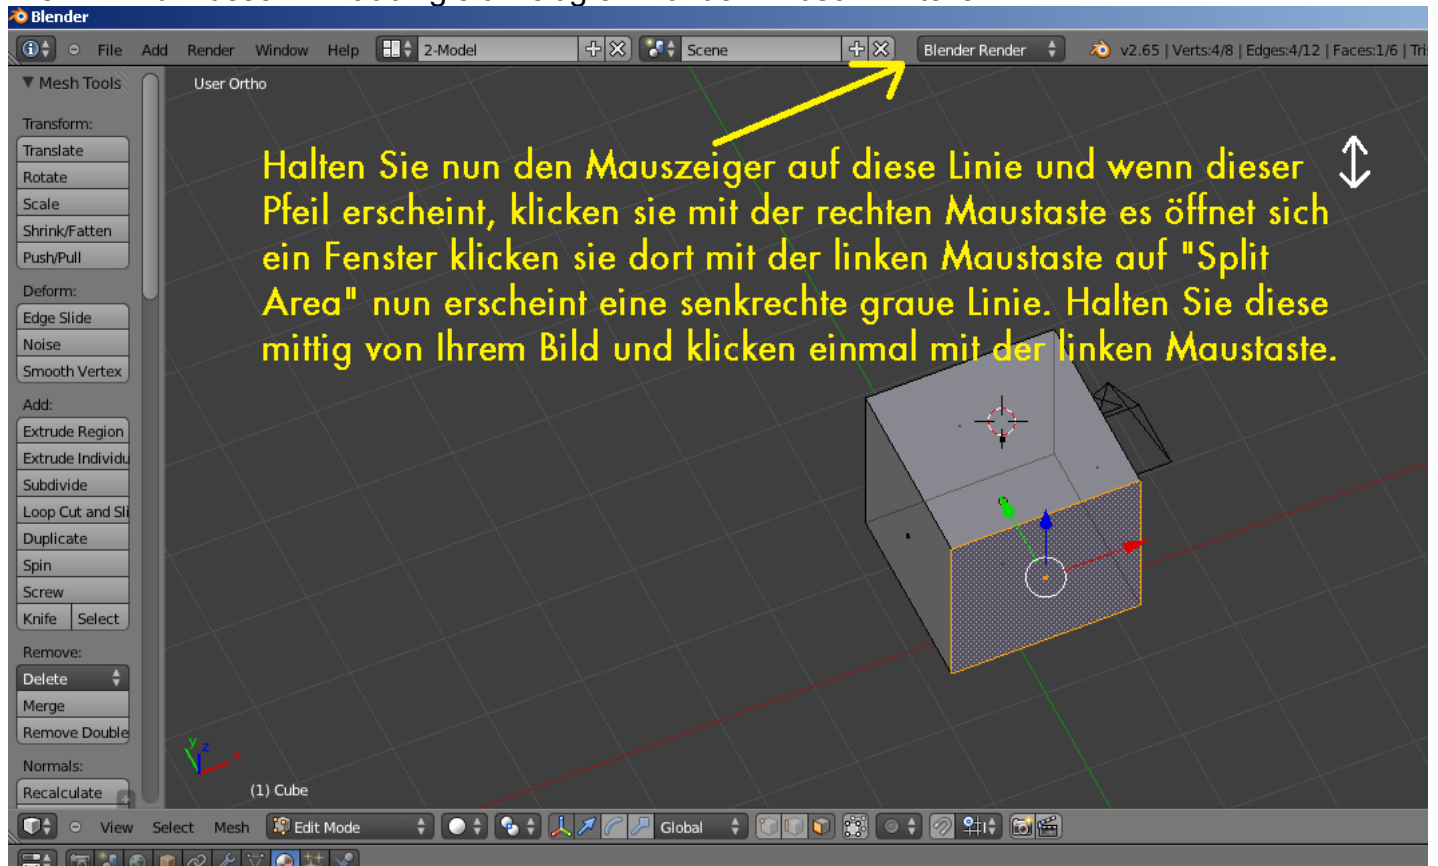 Blender
File Add Render Window Help 2-Model Scene Blender Render v2.65 | Verts:4/8 | Edges:4/12 | Faces:1/6 | Tri
Mesh Tools
User Ortho
Transform:
Translate
Rotate
Scale
Shrink/Fatten
Push/Pull
Deform:
Edge Slide
Noise
Smooth Vertex
Add:
Extrude Region
Extrude Individu
Subdivide
Loop Cut and Sli
Duplicate
Spin
Screw
Knife Select
Remove:
Delete
Merge
Remove Double
Normals:
Recalculate
Halten Sie nun den Mauszeiger auf diese Linie und wenn dieser
Pfeil erscheint, klicken sie mit der rechten Maustaste es öffnet sich
ein Fenster klicken sie dort mit der linken Maustaste auf "Split
Area" nun erscheint eine senkrechte graue Linie. Halten Sie diese
mittig von Ihrem Bild und klicken einmal mit der linken Maustaste.
y z x
(1) Cube
View Select Mesh Edit Mode Global